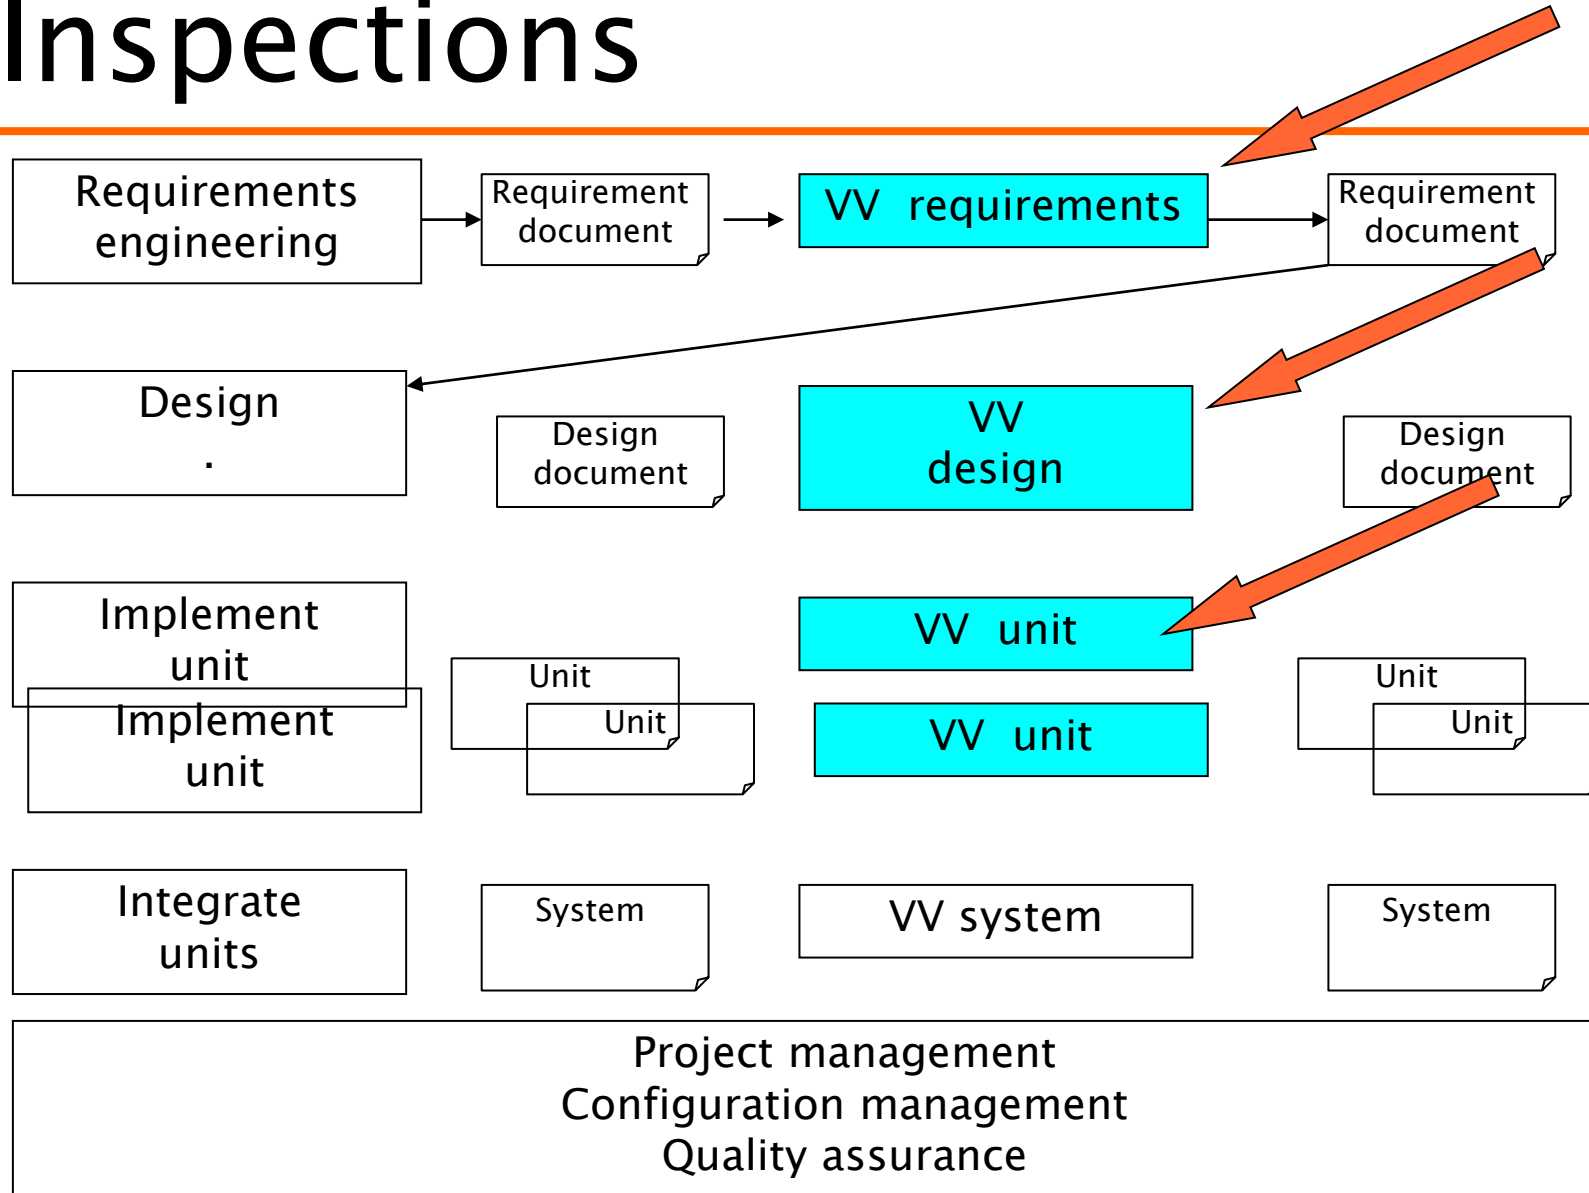 Inspections
Requirements
engineering
Requirement
document
VV requirements
Requirement
document
Design
.
Design
document
VV
design
Design
document
Implement
unit
Unit
VV unit
Unit
Implement
unit
Unit
VV unit
Unit
Integrate
units
System
VV system
System
Project management
Configuration management
Quality assurance